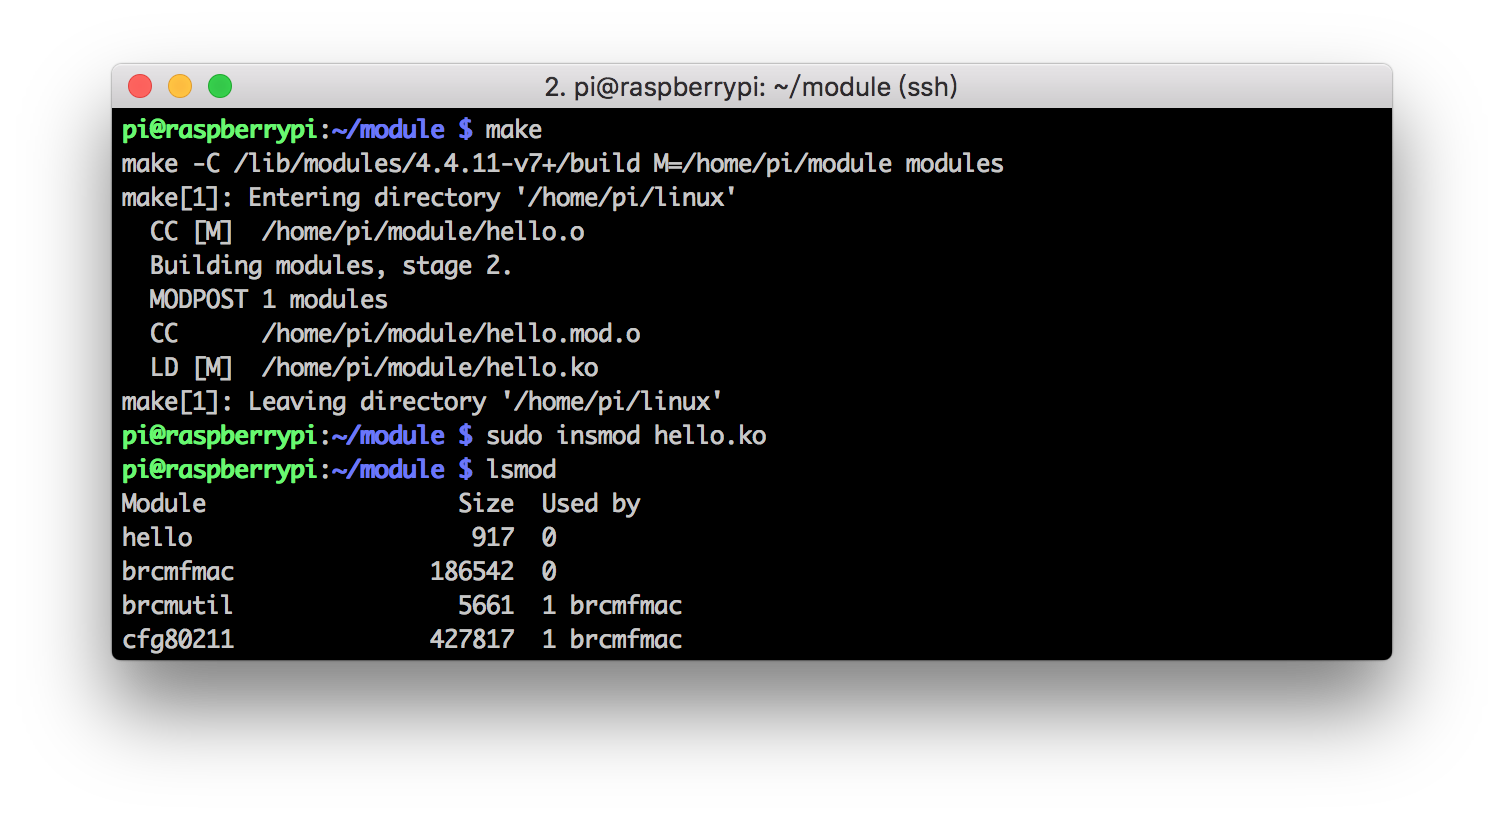 2. pi@raspberrypi: ~/module (ssh)
pi@raspberrypi:~/module $ make
make -C /lib/modules/4.4.11-v7+/build M=/home/pi/module modules
make[1]: Entering directory '/home/pi/linux'
  CC [M]  /home/pi/module/hello.o
  Building modules, stage 2.
  MODPOST 1 modules
  CC      /home/pi/module/hello.mod.o
  LD [M]  /home/pi/module/hello.ko
make[1]: Leaving directory '/home/pi/linux'
pi@raspberrypi:~/module $ sudo insmod hello.ko
pi@raspberrypi:~/module $ lsmod
Module                  Size  Used by
hello                    917  0
brcmfmac              186542  0
brcmutil                5661  1 brcmfmac
cfg80211              427817  1 brcmfmac